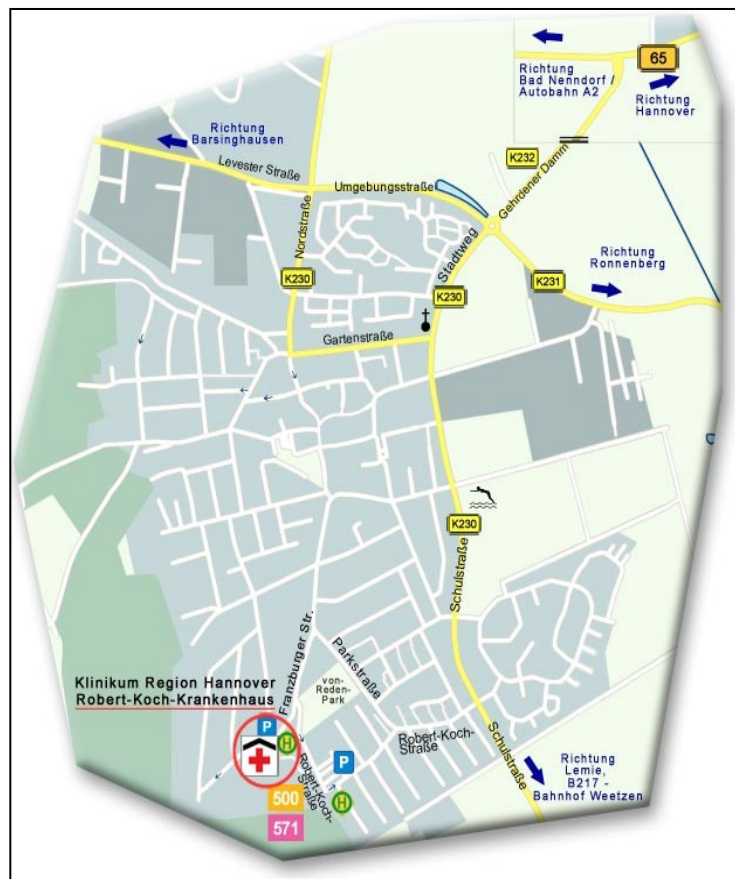 65
Richtung
Bad Nenndorf /
Autobahn A2
Richtung
Hannover
Richtung
Barsinghausen
Levester Straße
K232
Gehrdener Damm
Umgebungsstraße
Nordstraße
Stadtweg
Richtung
Ronnenberg
K230
K231
K230
Gartenstraße
K230
Schulstraße
Franzburger Str.
Parkstraße
Klinikum Region Hannover
Robert-Koch-Krankenhaus
von-
Reden-
Park
P
H
Robert-Koch-
Straße
Robert-Koch-
Straße
P
Schulstraße
Richtung
Lemie,
B217 -
Bahnhof Weetzen
500
H
571